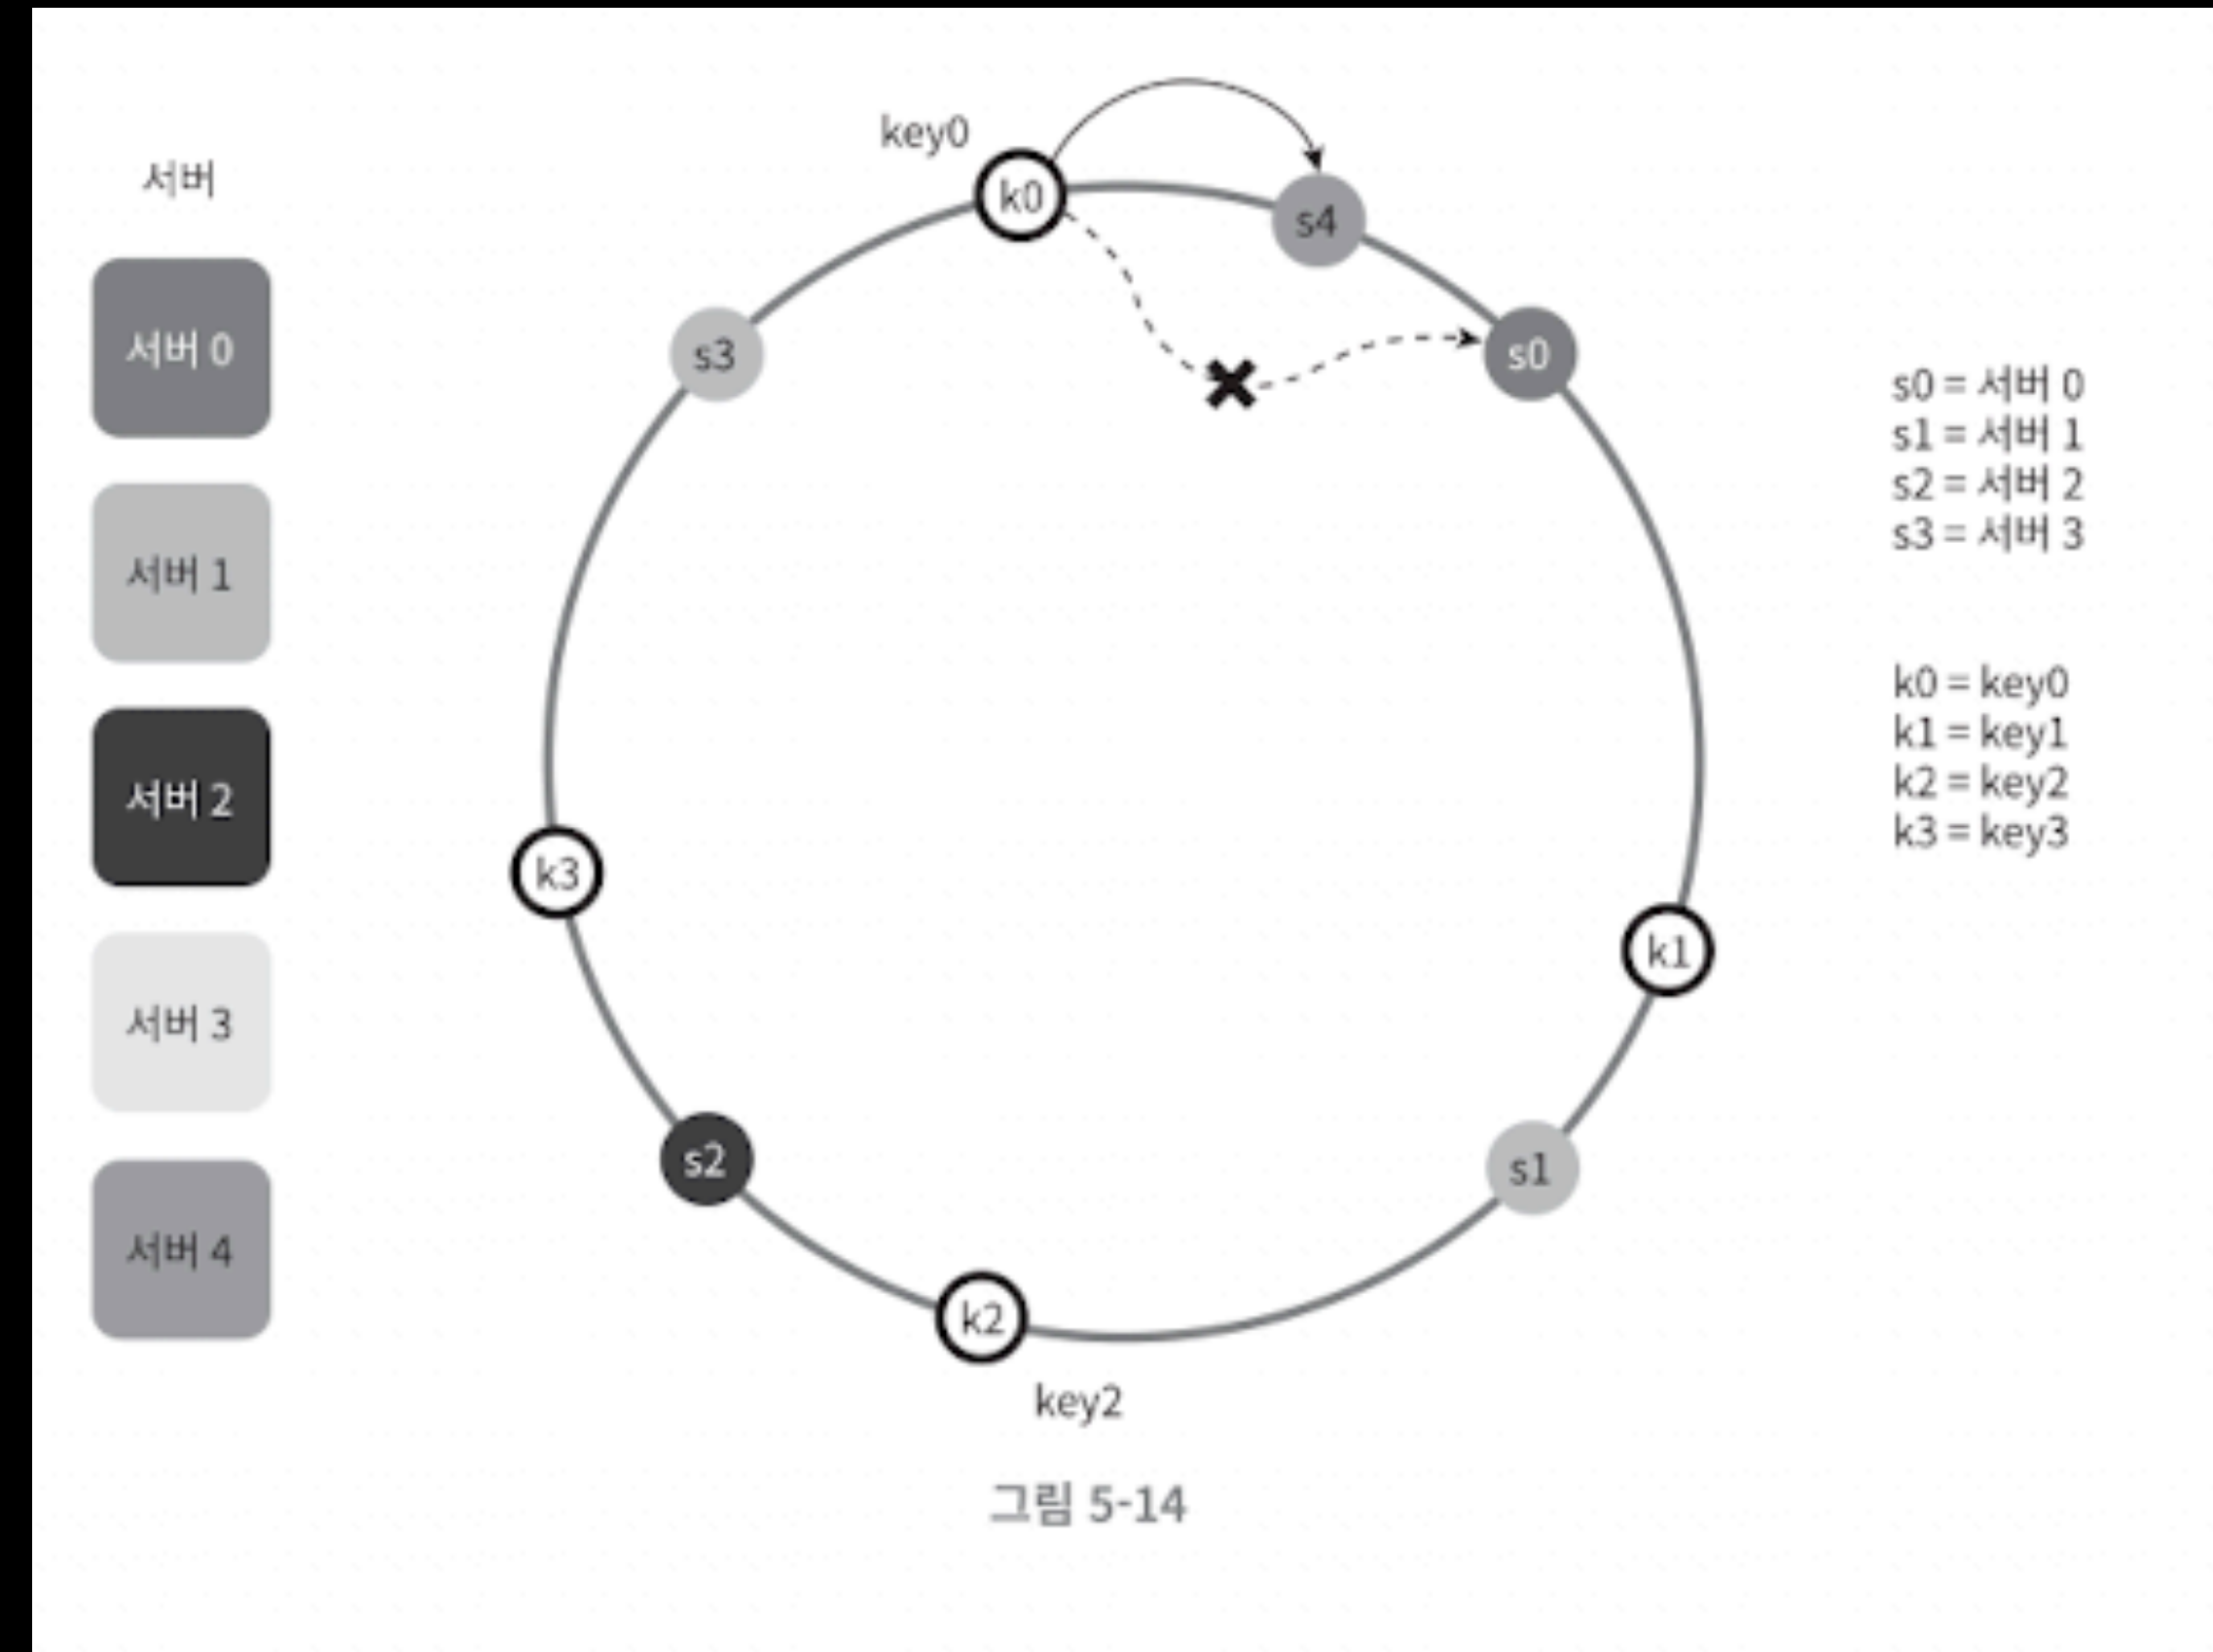 key0
서버
k0
s4
서버 0
s3
s0
s0 = 서버 0
s1 = 서버 1
s2 = 서버 2
s3 = 서버 3
서버 1
k0 = key0
k1 = key1
k2 = key2
k3 = key3
서버 2
k3
k1
서버 3
s2
s1
서버 4
k2
key2
그림 5-14